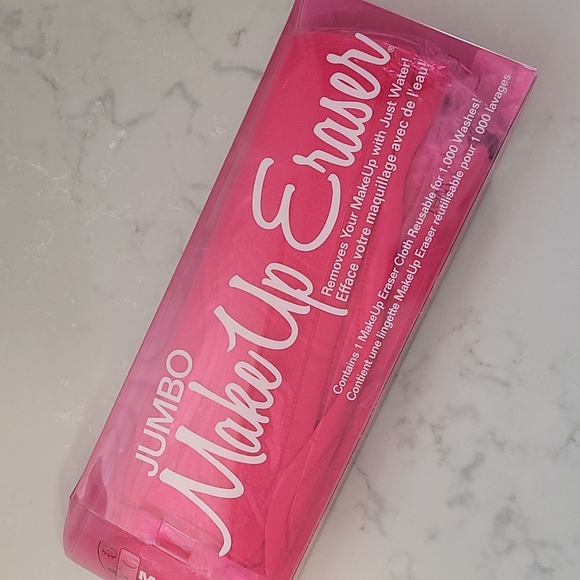 JUMBO
MakeUp Eraser®
Removes Your MakeUp with Just Water!
Efface votre maquillage avec de l'eau!
Contains 1 MakeUp Eraser Cloth Reusable for 1,000 Washes!
Contient une lingette MakeUp Eraser réutilisable pour 1 000 lavages